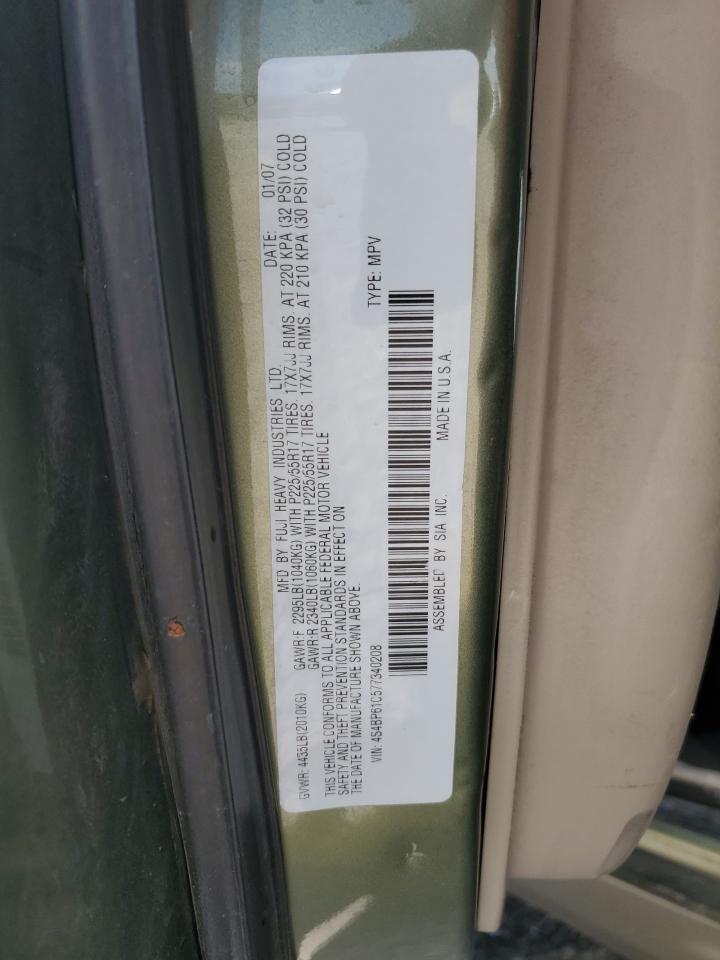 MFD BY FUJI HEAVY INDUSTRIES LTD. DATE: 01/07
GVWR: 4435LB(2010KG) GAWR:F 2295LB(1040KG) WITH P225/55R17 TIRES. 17X7JJ RIMS. AT 220 KPA (32 PSI) COLD
GAWR:R 2340LB(1060KG) WITH P225/55R17 TIRES. 17X7JJ RIMS. AT 210 KPA (30 PSI) COLD
THIS VEHICLE CONFORMS TO ALL APPLICABLE FEDERAL MOTOR VEHICLE
SAFETY AND THEFT PREVENTION STANDARDS IN EFFECT ON
THE DATE OF MANUFACTURE SHOWN ABOVE.
VIN: 4S4BP61C577340208 TYPE: MPV
ASSEMBLED BY SIA INC. MADE IN U.S.A.